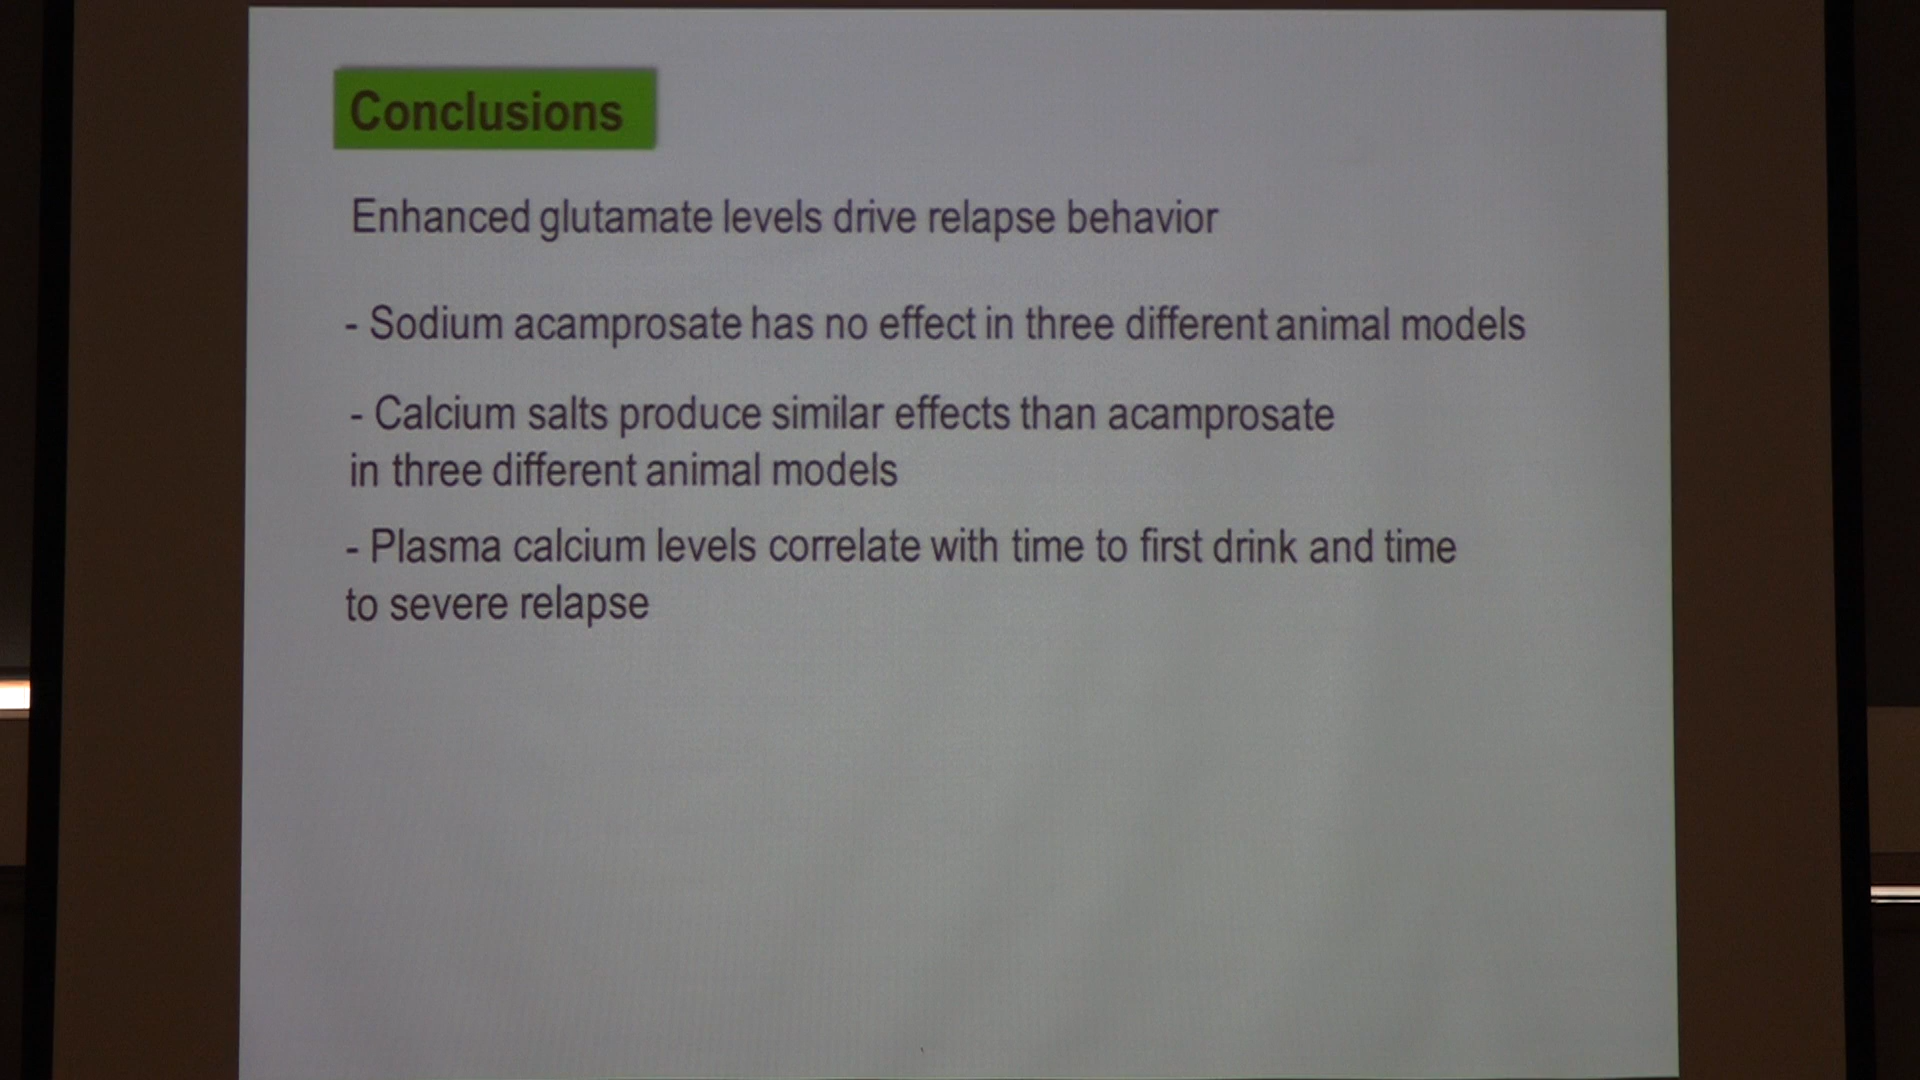 Conclusions
Enhanced glutamate levels drive relapse behavior
- Sodium acamprosate has no effect in three different animal models
- Calcium salts produce similar effects than acamprosate
in three different animal models
- Plasma calcium levels correlate with time to first drink and time
to severe relapse